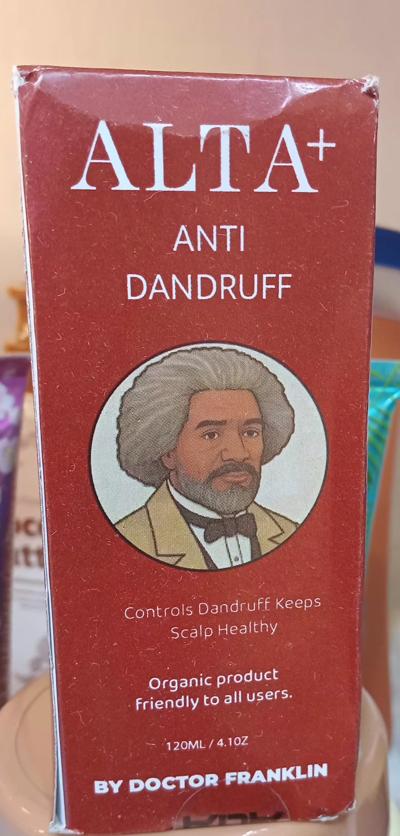 ALTA+
ANTI
DANDRUFF
Controls Dandruff Keeps
Scalp Healthy
Organic product
friendly to all users.
120ML / 4.1OZ
BY DOCTOR FRANKLIN